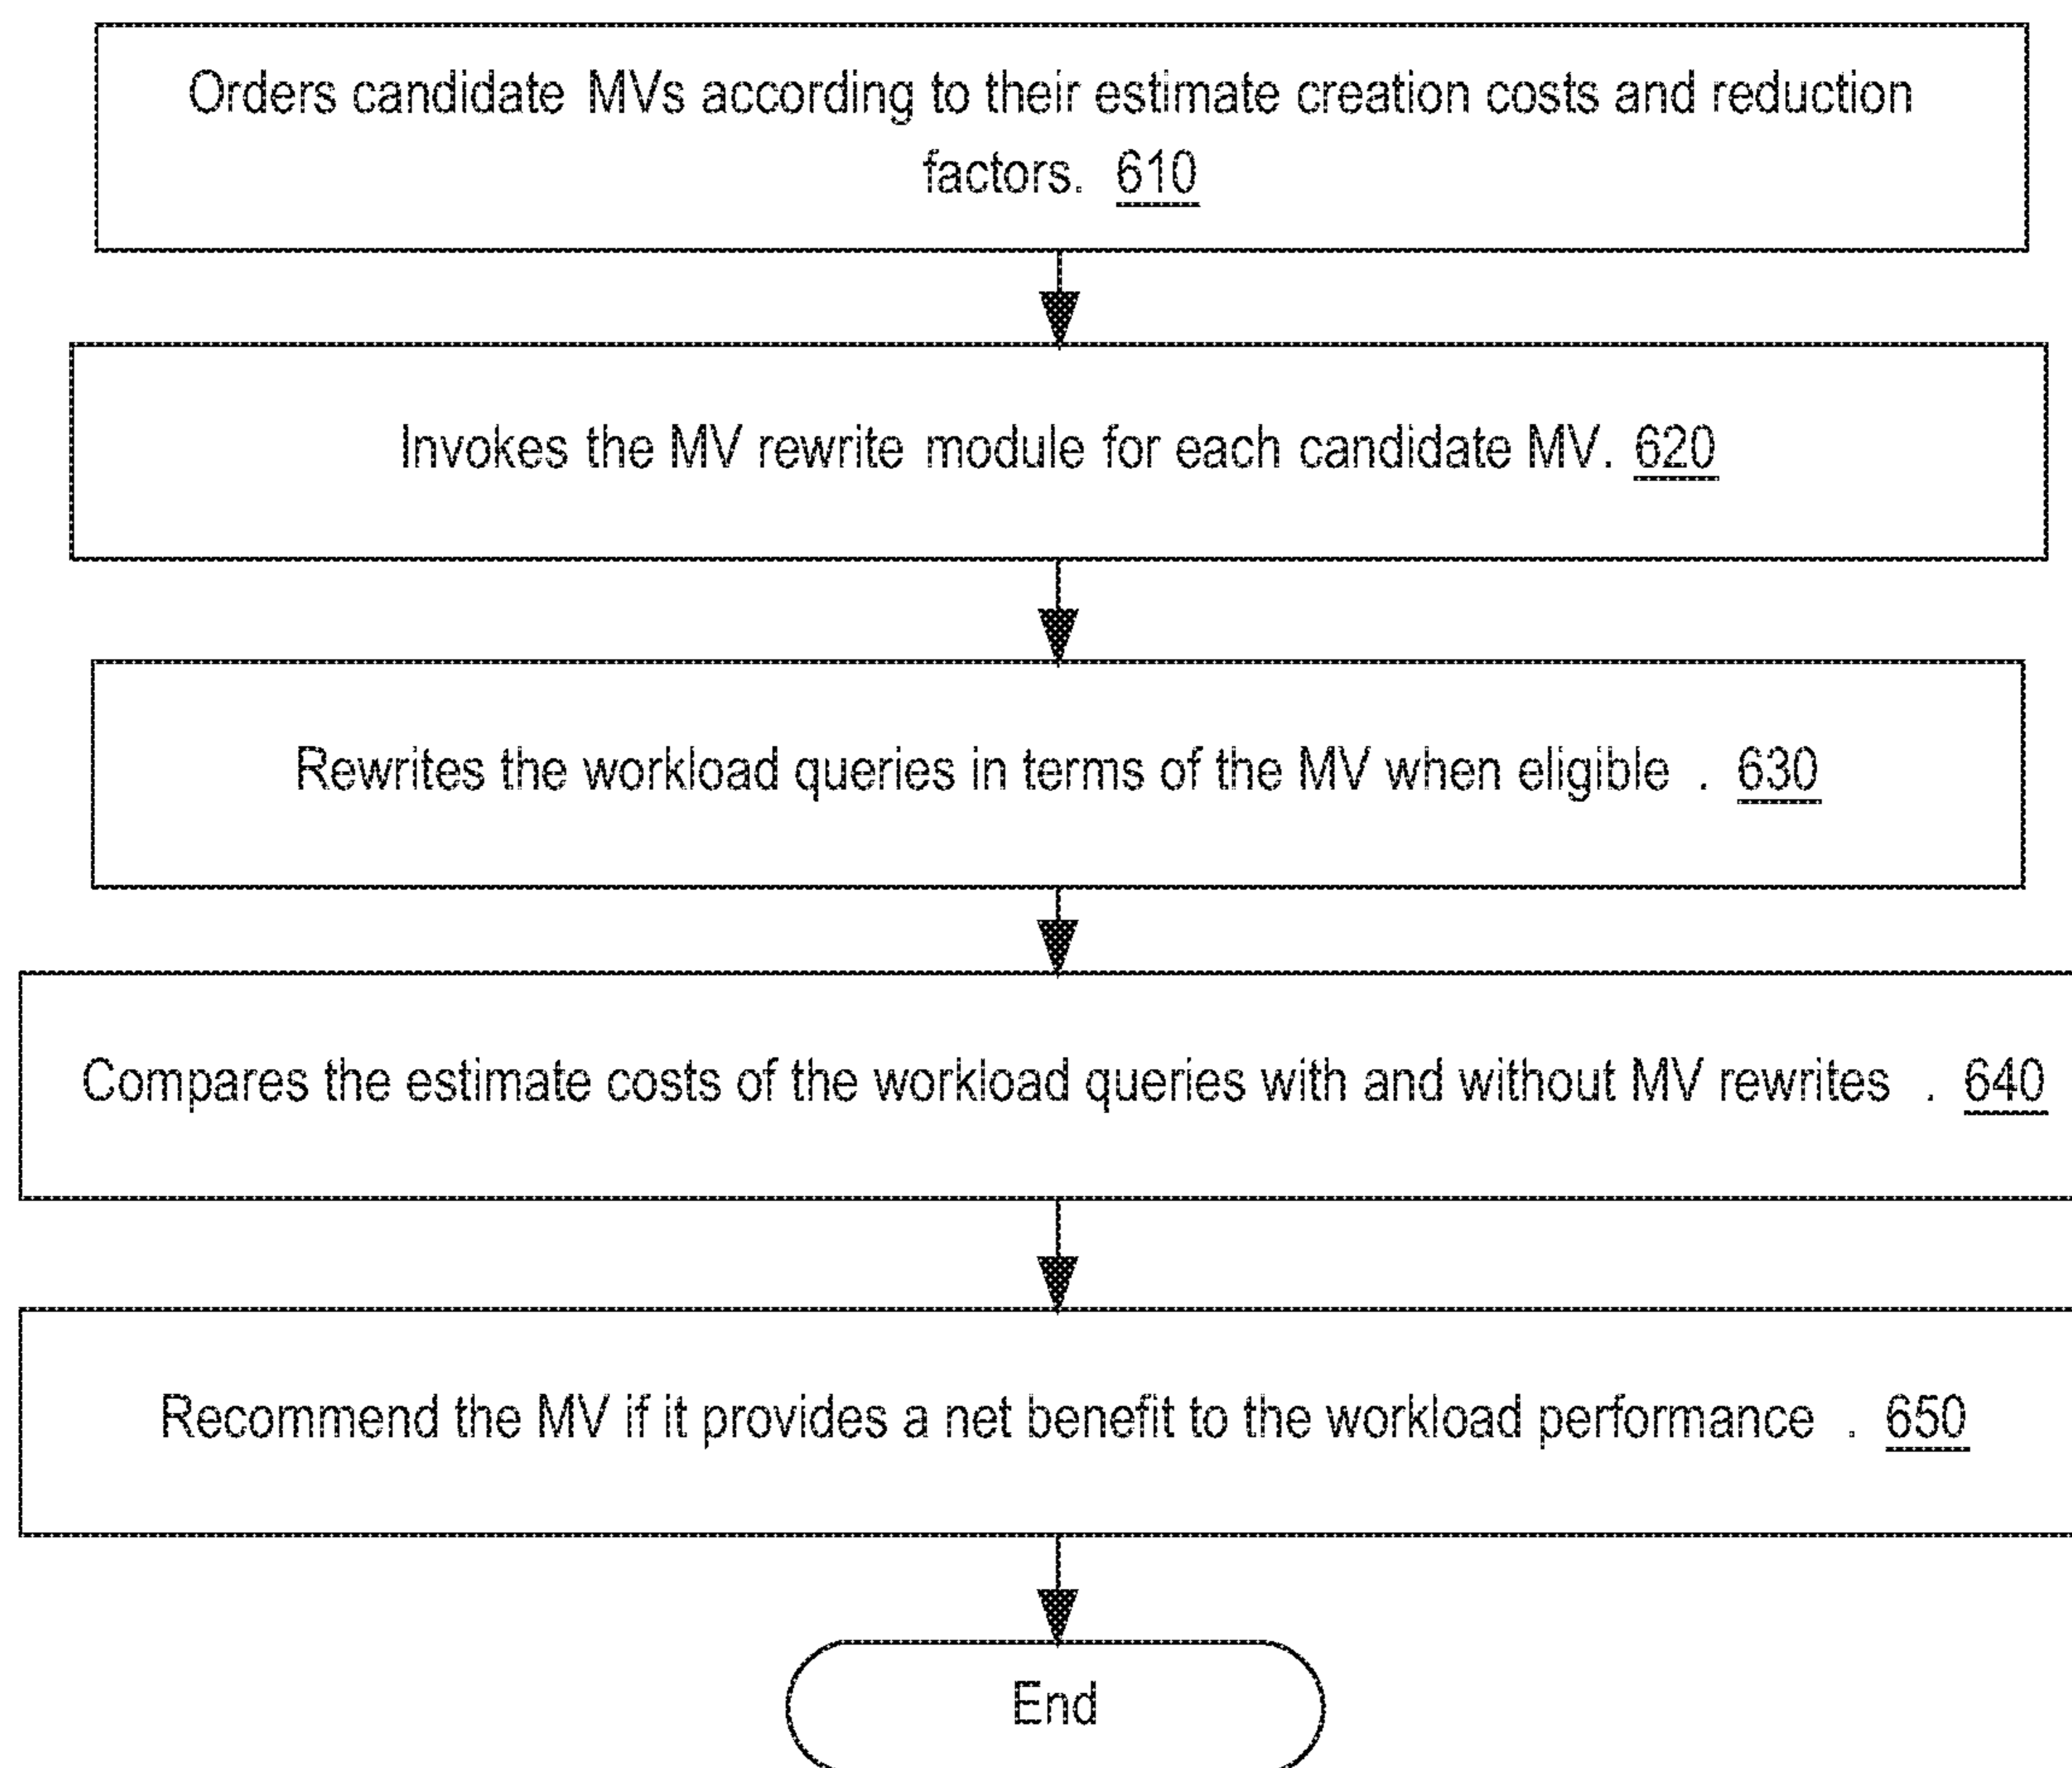 Orders candidate MVs according to their estimate creation costs and reduction
factors. 610
Invokes the MV rewrite module for each candidate MV. 620
Rewrites the workload queries in terms of the MV when eligible . 630
Compares the estimate costs of the workload queries with and without MV rewrites . 640
Recommend the MV if it provides a net benefit to the workload performance . 650
End